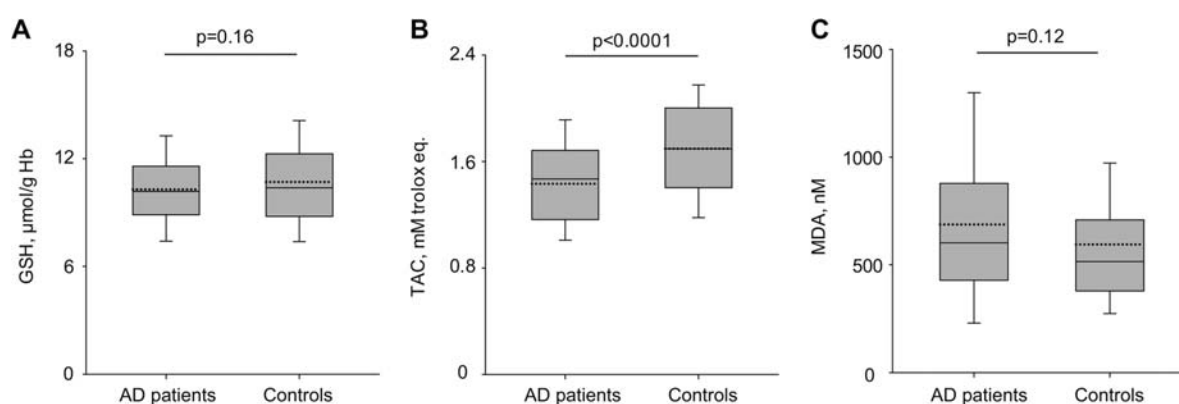 A
p=0.16
18
12
6
0
GSH, μmol/g Hb
AD patients
Controls
B
p<0.0001
2.4
1.6
0.8
0
TAC, mM trolox eq.
AD patients
Controls
C
p=0.12
1500
1000
500
0
MDA, nM
AD patients
Controls